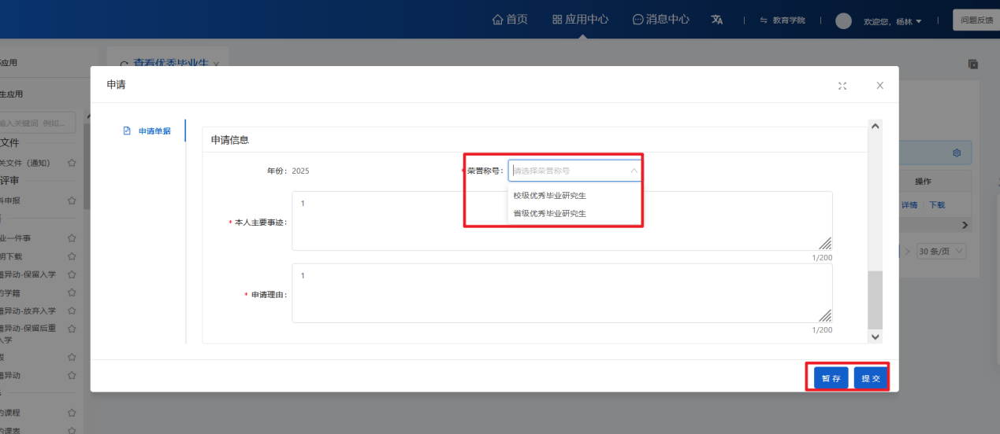 首页 应用中心 消息中心 教育学院 欢迎您，杨林 问题反馈
应用
查看优秀毕业生
生应用
申请
输入关键词 例如...
申请单据
申请信息
文件
关文件（通知）
年份：2025
* 荣誉称号：
请选择荣誉称号
评审
操作
校级优秀毕业研究生
省级优秀毕业研究生
申报
详情 下载
* 本人主要事迹：
1
1/200
业一件事
明下载
30 条/页
籍异动-保留入学
* 申请理由：
1
1/200
的学籍
籍异动-放弃入学
籍异动-保留后重
入学
籍异动
暂存 提交
的课程
的课表